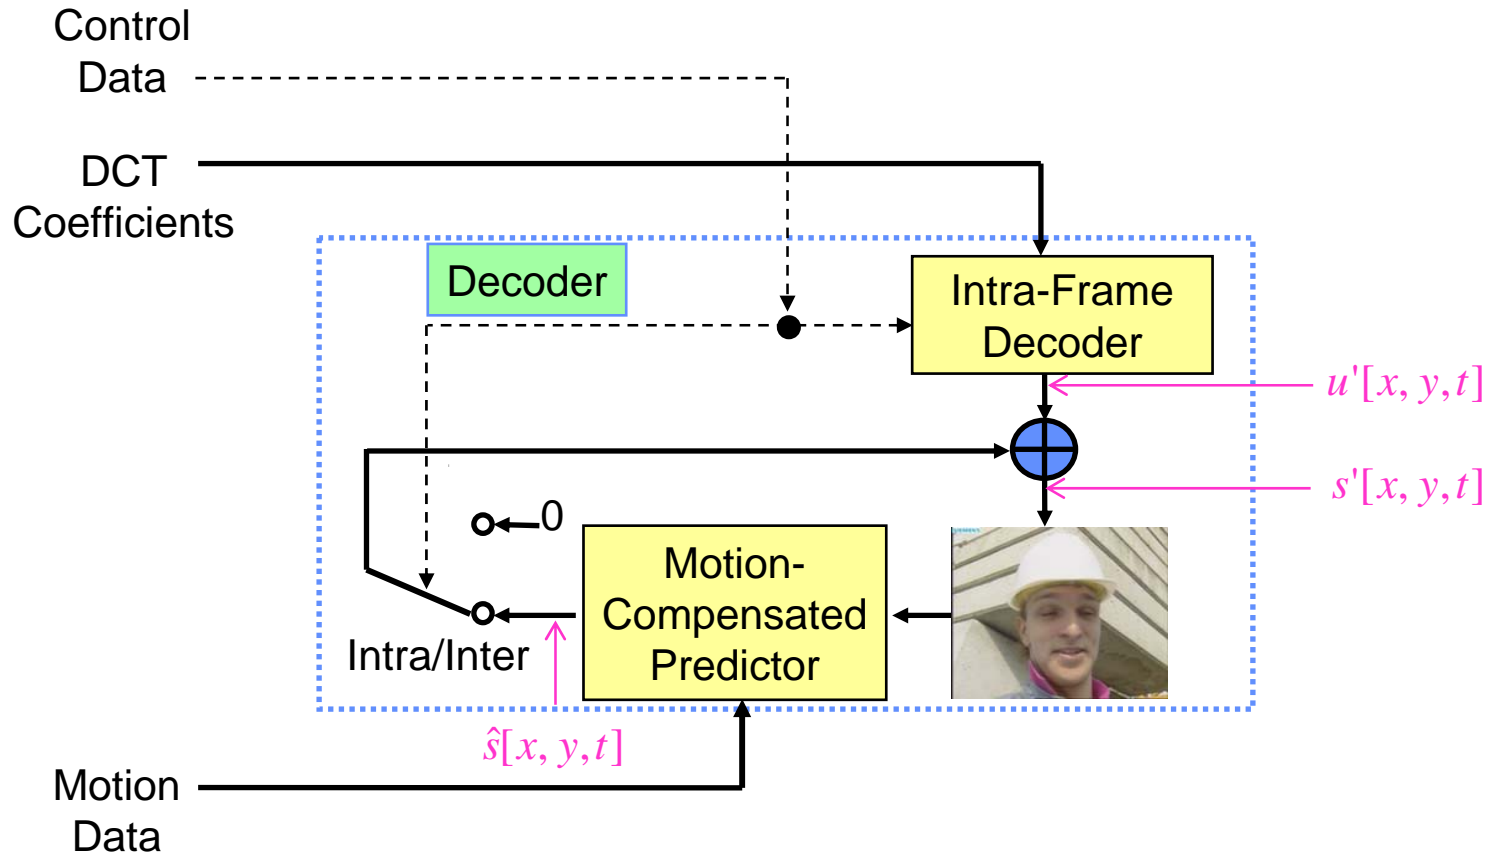 Control
Data
DCT
Coefficients
Decoder
Intra-Frame
Decoder
u'[x, y,t]
s'[x, y,t]
0
Motion-
Compensated
Predictor
Intra/Inter
ŝ[x, y,t]
Motion
Data